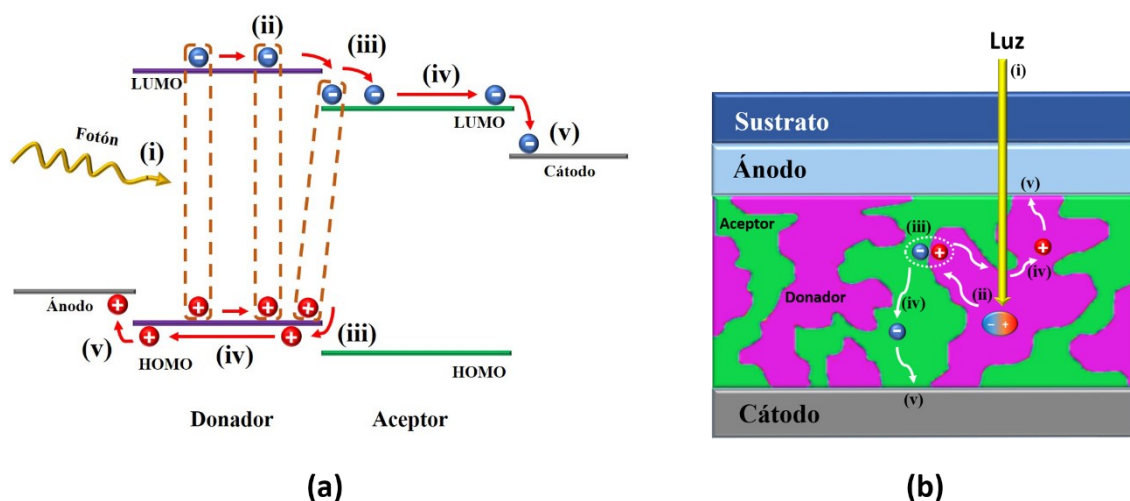 (ii)
(iii)
LUMO
(iv)
Fotón
(i)
LUMO
(v)
Cátodo
Ánodo
(v)
HOMO
(iv)
(iii)
HOMO
Donador
Aceptor
(a)
Luz
(i)
Sustrato
Ánodo
(v)
Aceptor
(iii)
(iv)
Donador
(ii)
(iv)
(v)
Cátodo
(b)